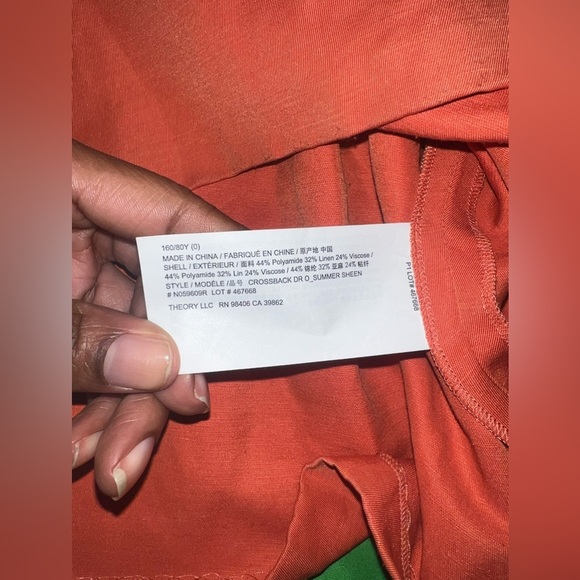 160/80Y (0)
MADE IN CHINA / FABRIQUÉ EN CHINE / 原产地 中国
SHELL / EXTÉRIEUR / 面料 44% Polyamide 32% Linen 24% Viscose /
44% Polyamide 32% Lin 24% Viscose / 44% 锦纶 32% 亚麻 24% 粘纤
STYLE / MODÈLE /品号 CROSSBACK DR O_SUMMER SHEEN
# N059609R LOT # 467668
THEORY LLC RN 98406 CA 39862
P1 LOT# 467668